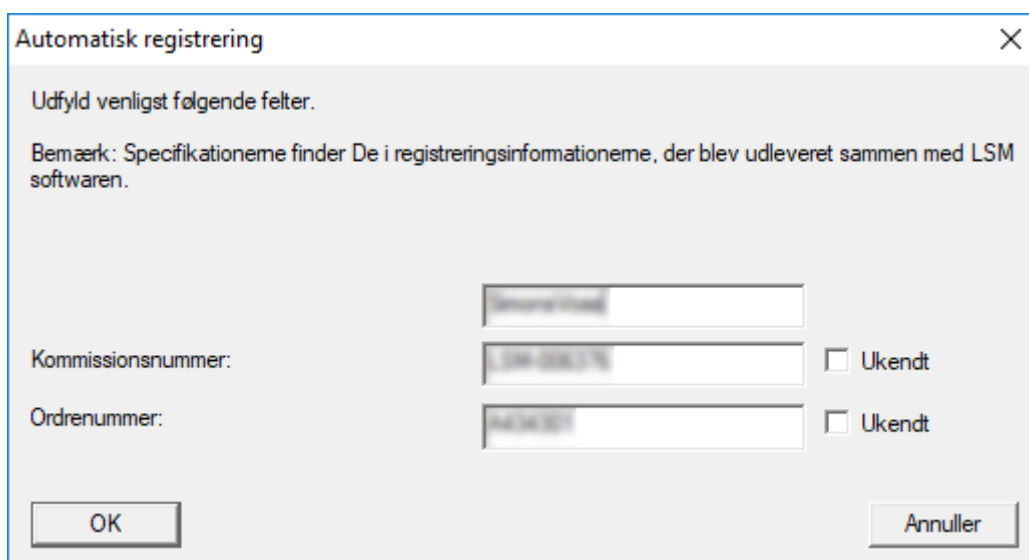 Automatisk registrering
Udfyld venligst følgende felter.
Bemærk: Specifikationerne finder De i registreringsinformationerne, der blev udleveret sammen med LSM
softwaren.
Kommissionsnummer:
Ukendt
Ordrenummer:
Ukendt
OK
Annuller